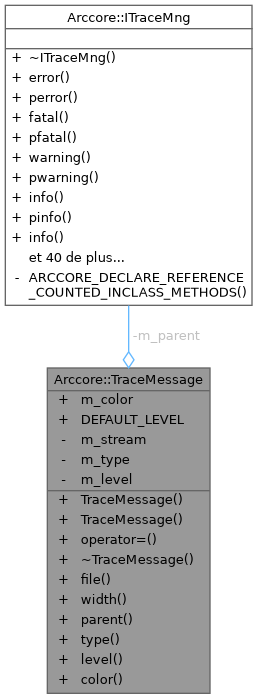 Arccore::ITraceMng
+ ~ITraceMng()
+ error()
+ perror()
+ fatal()
+ pfatal()
+ warning()
+ pwarning()
+ info()
+ pinfo()
+ info()
et 40 de plus...
- ARCCORE_DECLARE_REFERENCE
_COUNTED_INCLASS_METHODS()
-m_parent
Arccore::TraceMessage
+ m_color
+ DEFAULT_LEVEL
- m_stream
- m_type
- m_level
+ TraceMessage()
+ TraceMessage()
+ operator=()
+ ~TraceMessage()
+ file()
+ width()
+ parent()
+ type()
+ level()
+ color()